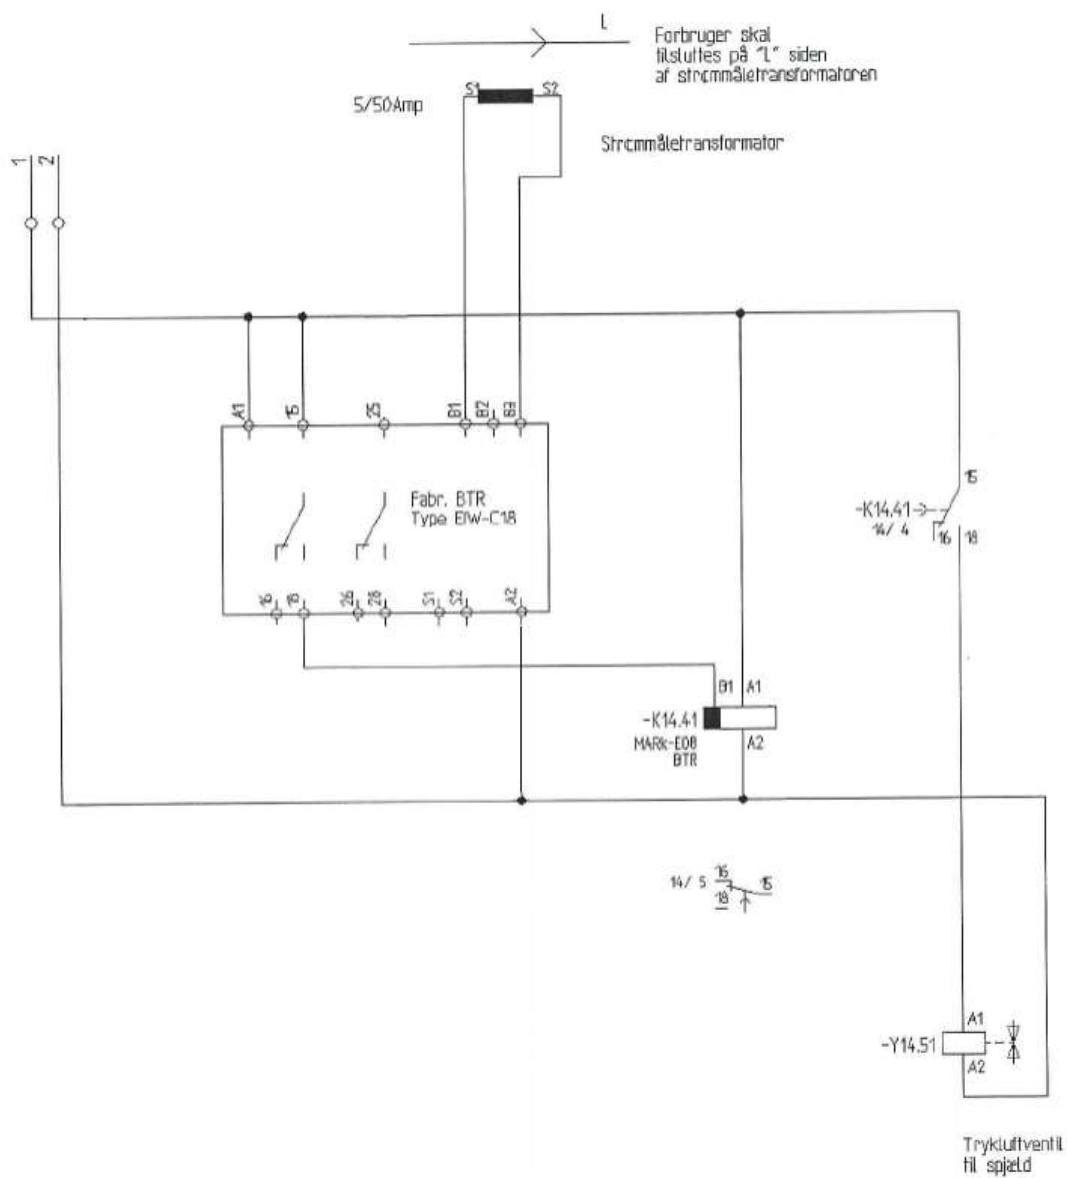 l
Forbruger skal
tilsluttes på "L" siden
af strømmåletransformatoren
S1
S2
5/50Amp
Strømmåletransformator
1
2
A1
15
25
B1
B2
B3
Fabr. BTR
Type EIW-C18
15
-K14.41
14/ 4
16
18
16
18
26
28
S1
S2
A2
B1
A1
-K14.41
MARk-E08
BTR
A2
14/ 5
16
15
18
A1
-Y14.51
A2
Trykluftventil
til spjæld